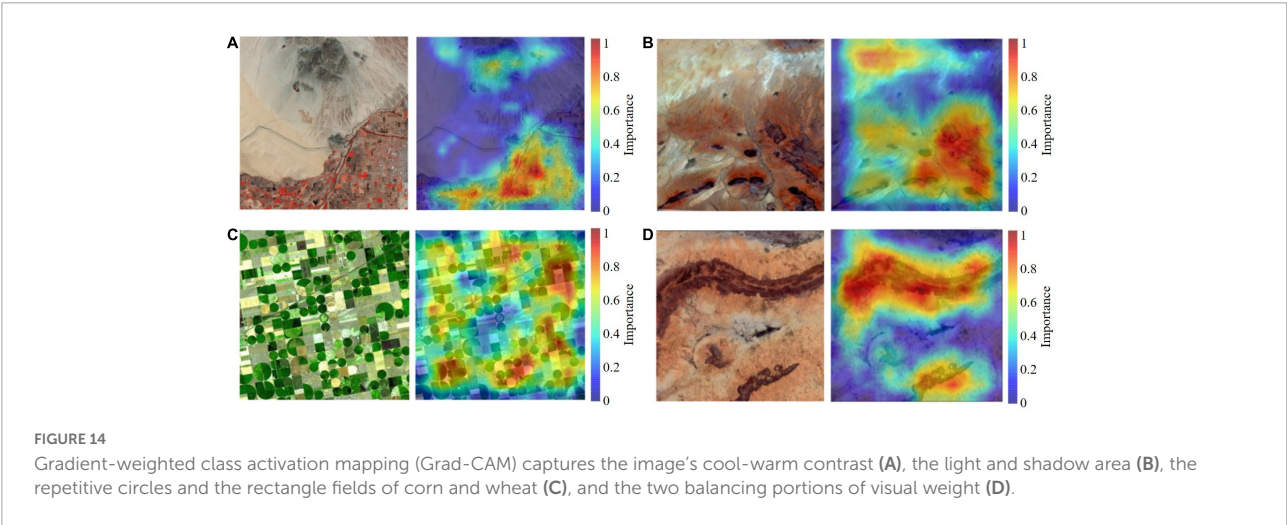 A
1
0.8
0.6
0.4
0.2
0
Importance
B
1
0.8
0.6
0.4
0.2
0
Importance
C
1
0.8
0.6
0.4
0.2
0
Importance
D
1
0.8
0.6
0.4
0.2
0
Importance
FIGURE 14
Gradient-weighted class activation mapping (Grad-CAM) captures the image's cool-warm contrast (A), the light and shadow area (B), the
repetitive circles and the rectangle fields of corn and wheat (C), and the two balancing portions of visual weight (D).